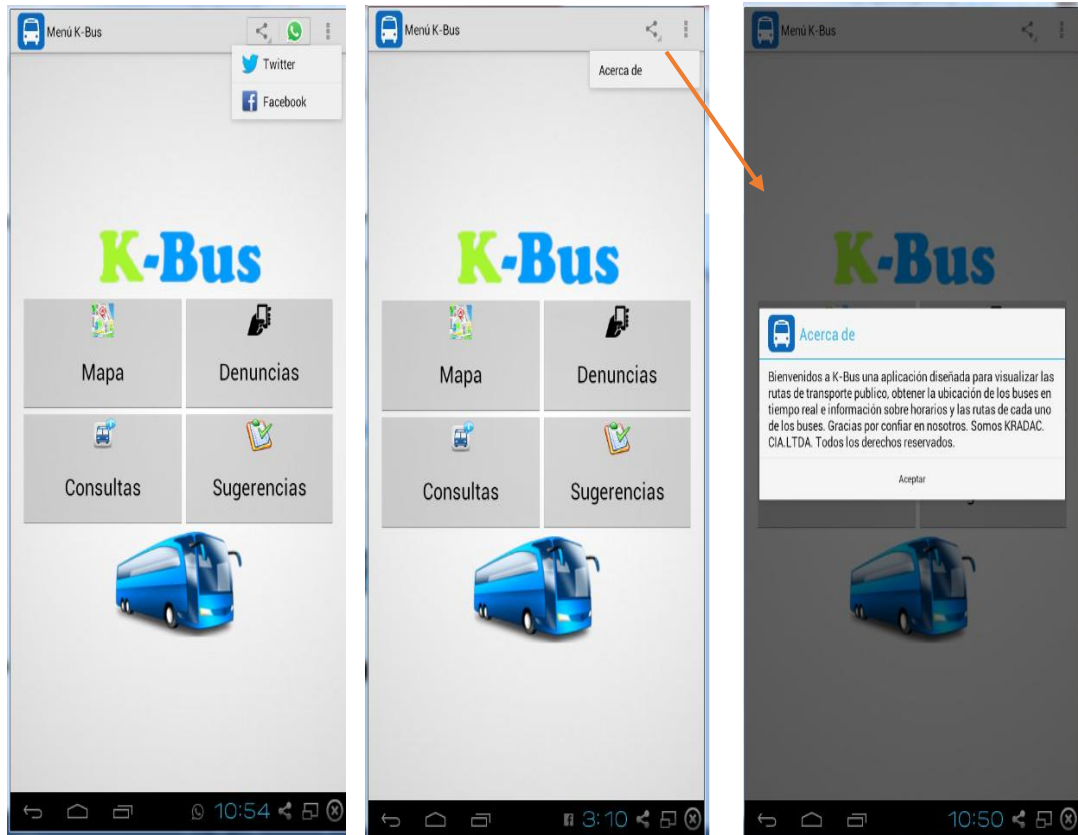 Menú K-Bus
Twitter
Facebook
K-Bus
Mapa
Denuncias
Consultas
Sugerencias
10:54
Menú K-Bus
Acerca de
K-Bus
Mapa
Denuncias
Consultas
Sugerencias
3:10
Menú K-Bus
K-Bus
Acerca de
Bienvenidos a K-Bus una aplicación diseñada para visualizar las
rutas de transporte publico, obtener la ubicación de los buses en
tiempo real e información sobre horarios y las rutas de cada uno
de los buses. Gracias por confiar en nosotros. Somos KRADAC.
CIA.LTDA. Todos los derechos reservados.
Aceptar
10:50